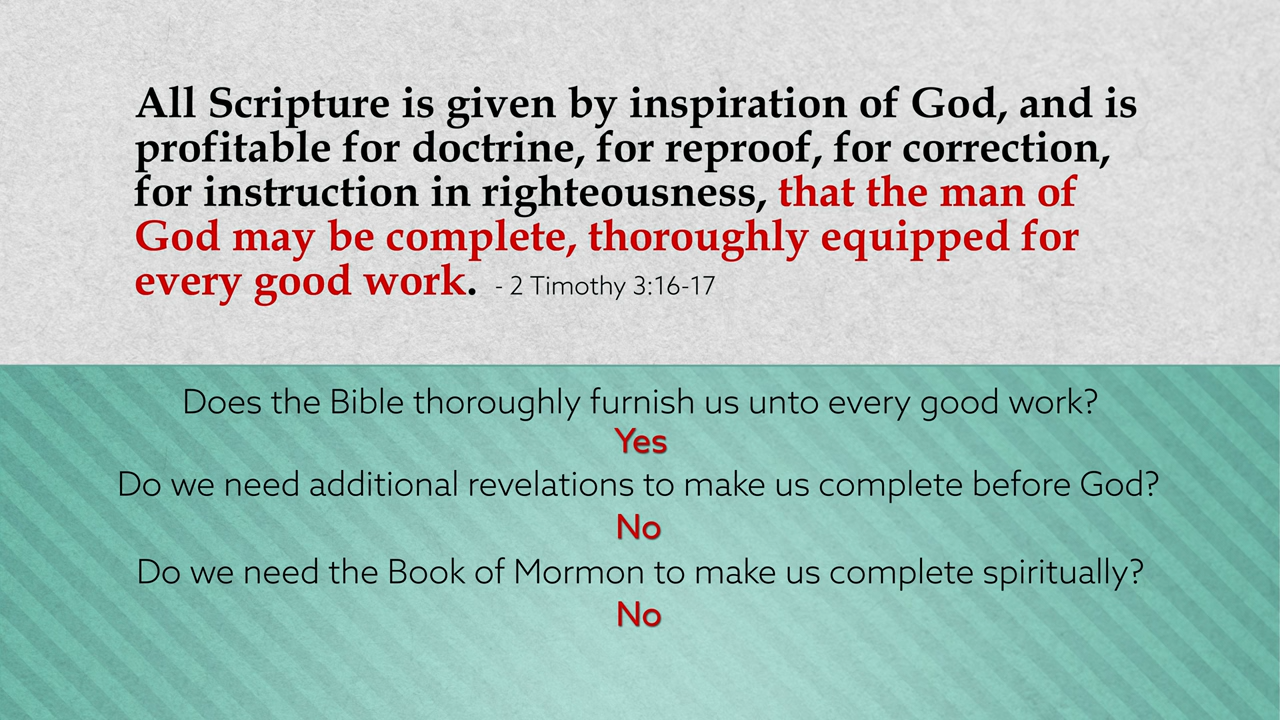 All Scripture is given by inspiration of God, and is
profitable for doctrine, for reproof, for correction,
for instruction in righteousness, that the man of
God may be complete, thoroughly equipped for
every good work. - 2 Timothy 3:16-17
Does the Bible thoroughly furnish us unto every good work?
Yes
Do we need additional revelations to make us complete before God?
No
Do we need the Book of Mormon to make us complete spiritually?
No